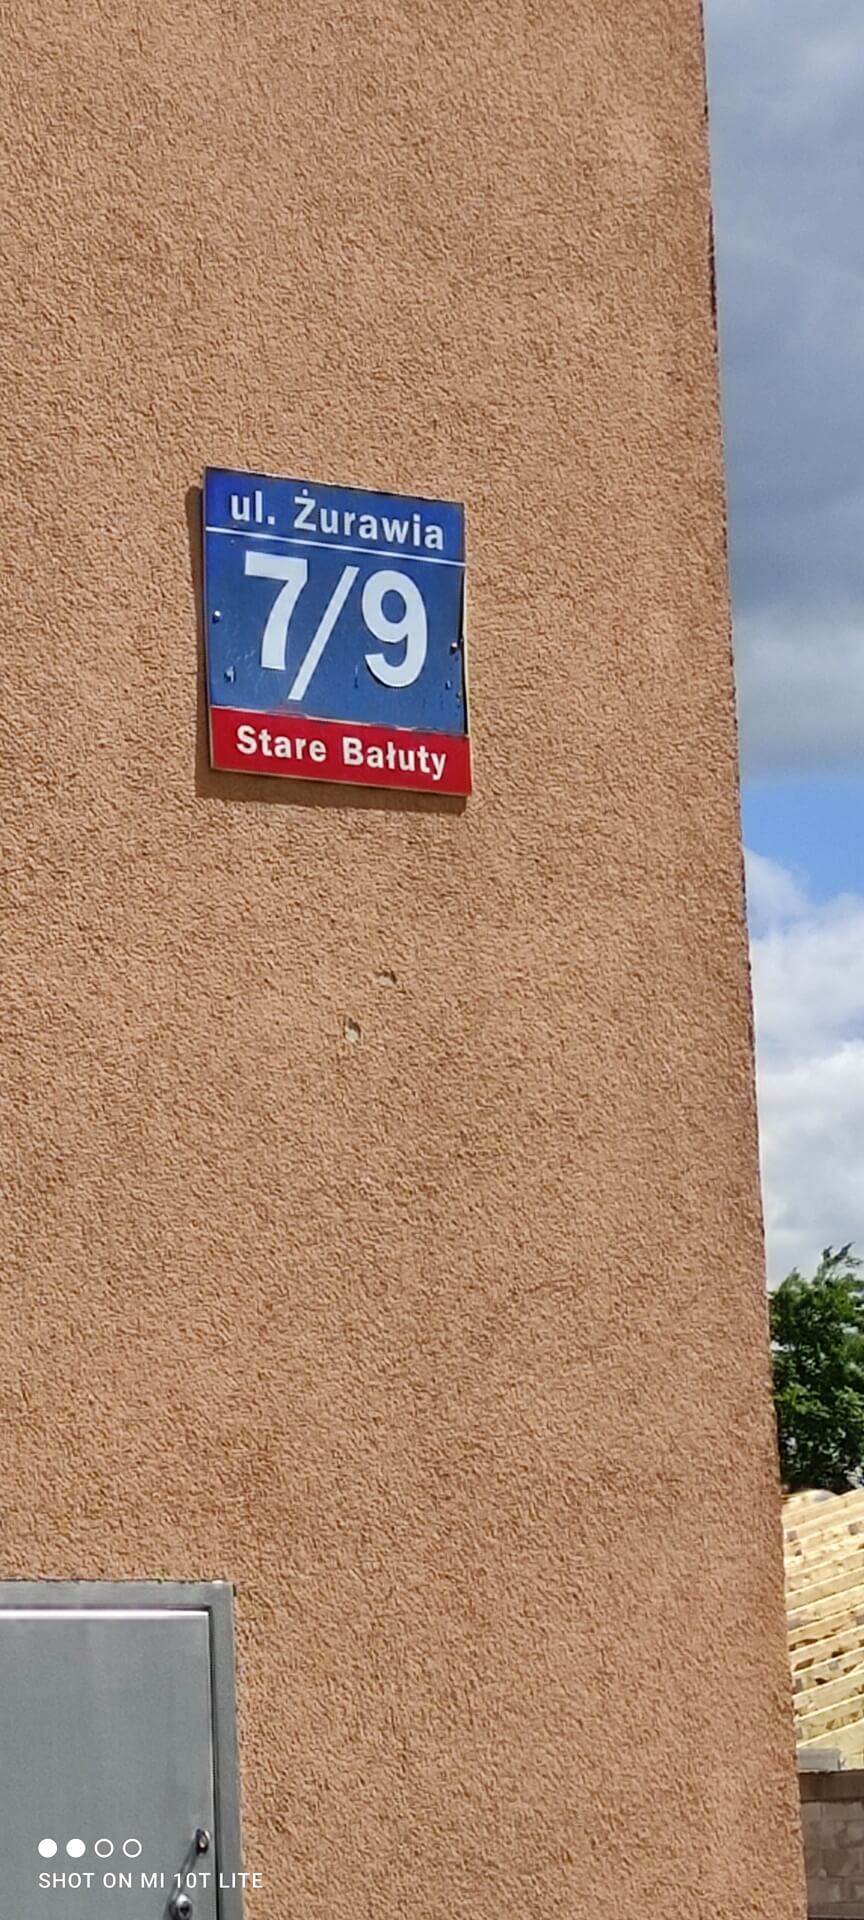 ul. Żurawia
7/9
Stare Bałuty
SHOT ON MI 10T LITE